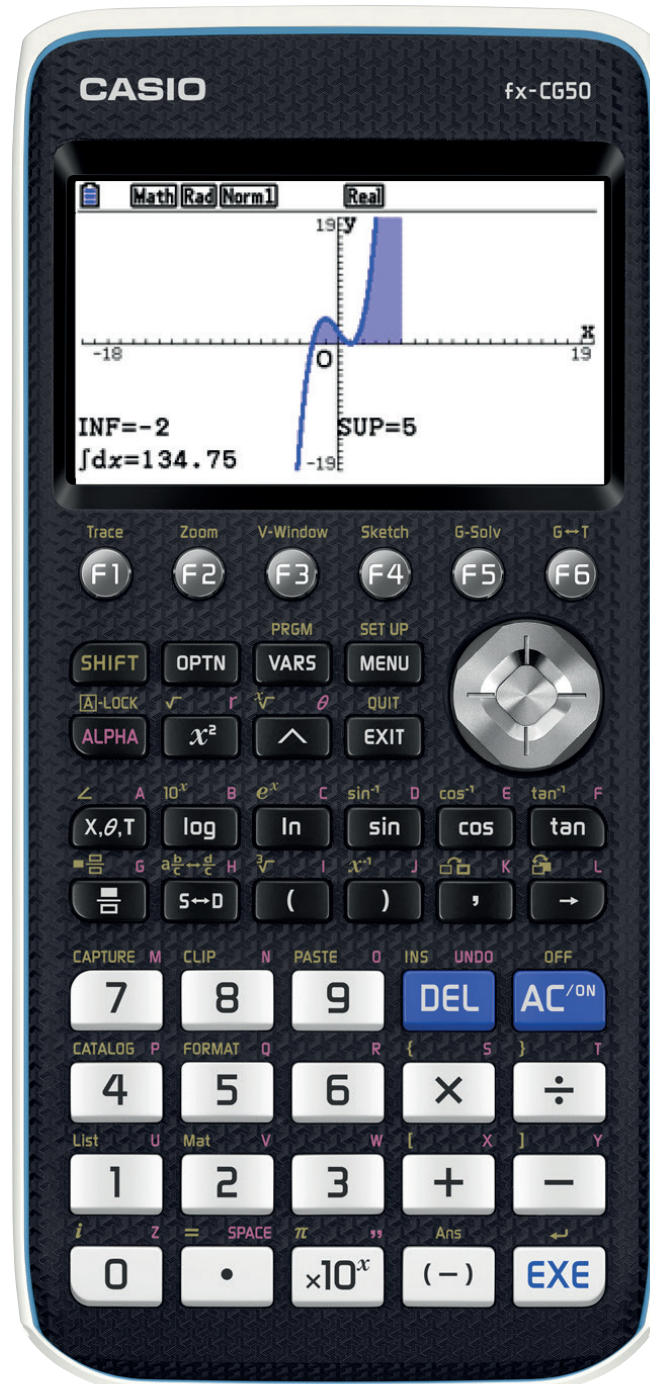 CASIO fx-CG50
Math Rad Norm1 Real
19 y
-18 O 19 x
INF=-2 SUP=5
∫dx=134.75 -19
Trace Zoom V-Window Sketch G-Solv G↔T
F1 F2 F3 F4 F5 F6
PRGM SET UP
SHIFT OPTN VARS MENU
A-LOCK √ r ˣ√ θ QUIT
ALPHA x² ^ EXIT
∠ A 10ˣ B eˣ C sin⁻¹ D cos⁻¹ E tan⁻¹ F
X,θ,T log ln sin cos tan
G a b/c↔d/c H ³√ I x⁻¹ J K L
S↔D ( ) , →
CAPTURE M CLIP N PASTE O INS UNDO OFF
7 8 9 DEL AC/ON
CATALOG P FORMAT Q R { S } T
4 5 6 × ÷
List U Mat V W [ X ] Y
1 2 3 + −
i Z = SPACE π " Ans ↵
0 • ×10ˣ (−) EXE